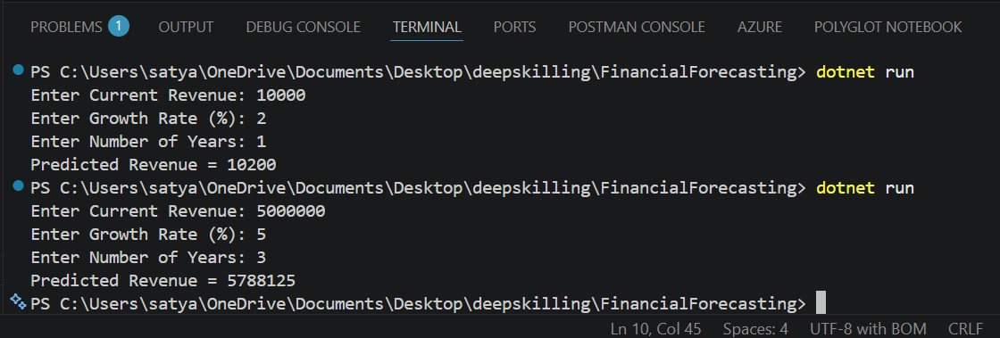 PROBLEMS 1 OUTPUT DEBUG CONSOLE TERMINAL PORTS POSTMAN CONSOLE AZURE POLYGLOT NOTEBOOK
PS C:\Users\satya\OneDrive\Documents\Desktop\deepskilling\FinancialForecasting> dotnet run
Enter Current Revenue: 10000
Enter Growth Rate (%): 2
Enter Number of Years: 1
Predicted Revenue = 10200
PS C:\Users\satya\OneDrive\Documents\Desktop\deepskilling\FinancialForecasting> dotnet run
Enter Current Revenue: 5000000
Enter Growth Rate (%): 5
Enter Number of Years: 3
Predicted Revenue = 5788125
PS C:\Users\satya\OneDrive\Documents\Desktop\deepskilling\FinancialForecasting>
Ln 10, Col 45 Spaces: 4 UTF-8 with BOM CRLF